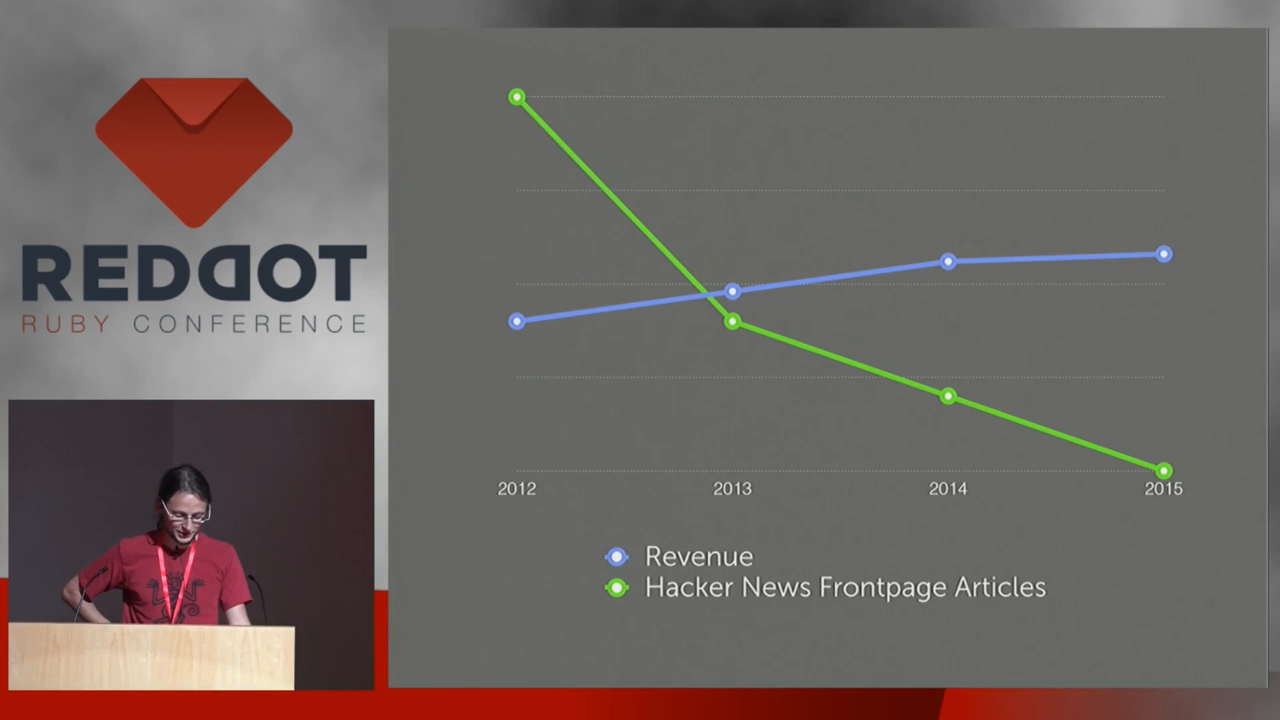 REDDOT
RUBY CONFERENCE
2012 2013 2014 2015
Revenue
Hacker News Frontpage Articles